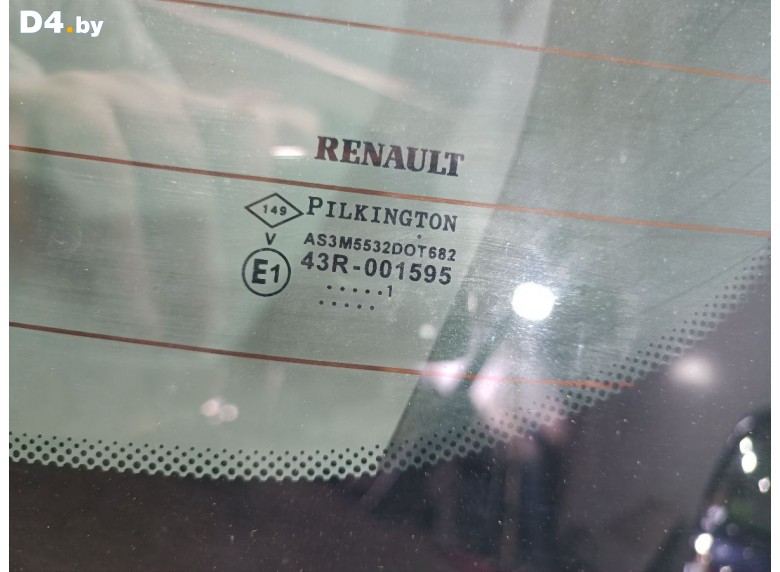 D4.by
RENAULT
149 PILKINGTON
V AS3M5532DOT682
E1 43R-001595
.....1
.....